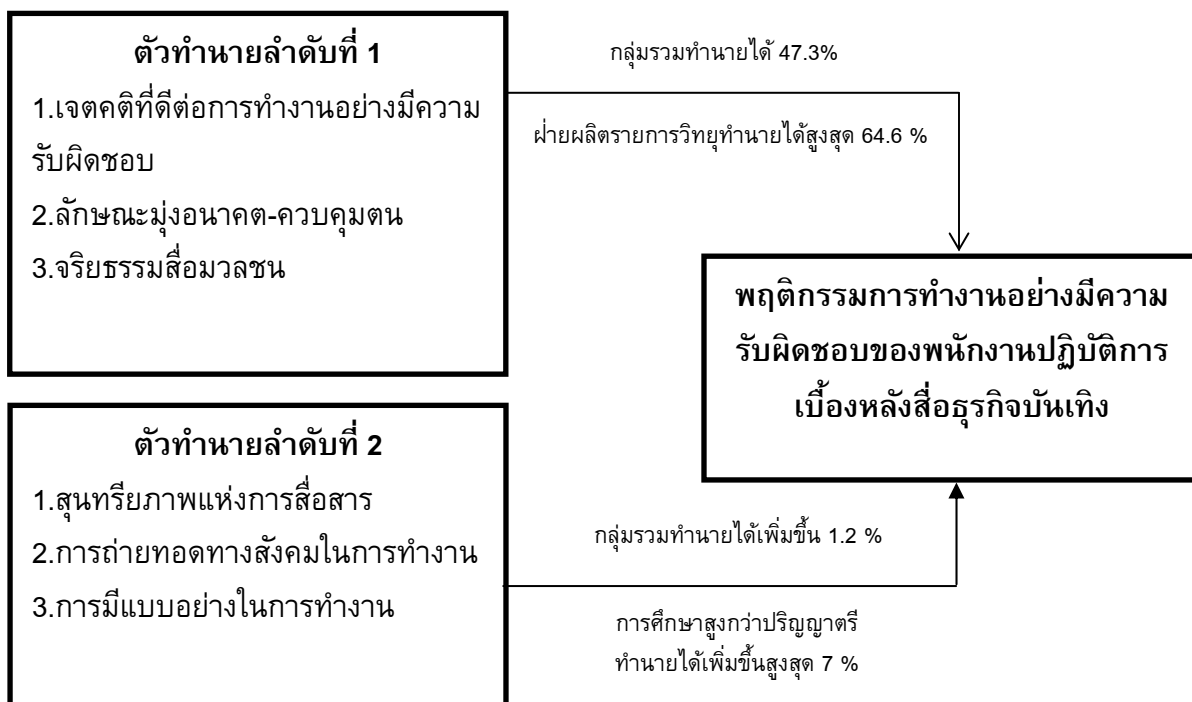 ตัวทำนายลำดับที่ 1
1.เจตคติที่ดีต่อการทำงานอย่างมีความ
รับผิดชอบ
2.ลักษณะมุ่งอนาคต-ควบคุมตน
3.จริยธรรมสื่อมวลชน
กลุ่มรวมทำนายได้ 47.3%
ฝ่ายผลิตรายการวิทยุทำนายได้สูงสุด 64.6 %
พฤติกรรมการทำงานอย่างมีความ
รับผิดชอบของพนักงานปฏิบัติการ
เบื้องหลังสื่อธุรกิจบันเทิง
ตัวทำนายลำดับที่ 2
1.สุนทรียภาพแห่งการสื่อสาร
2.การถ่ายทอดทางสังคมในการทำงาน
3.การมีแบบอย่างในการทำงาน
กลุ่มรวมทำนายได้เพิ่มขึ้น 1.2 %
การศึกษาสูงกว่าปริญญาตรี
ทำนายได้เพิ่มขึ้นสูงสุด 7 %